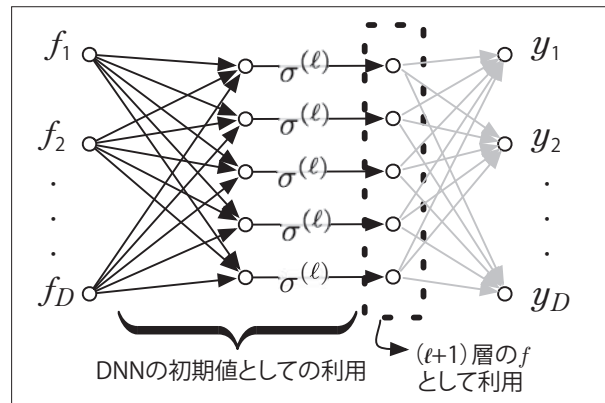 f1
f2
.
.
fD
σ(ℓ)
σ(ℓ)
σ(ℓ)
σ(ℓ)
σ(ℓ)
y1
y2
.
.
yD
DNNの初期値としての利用
(ℓ+1) 層の f
として利用